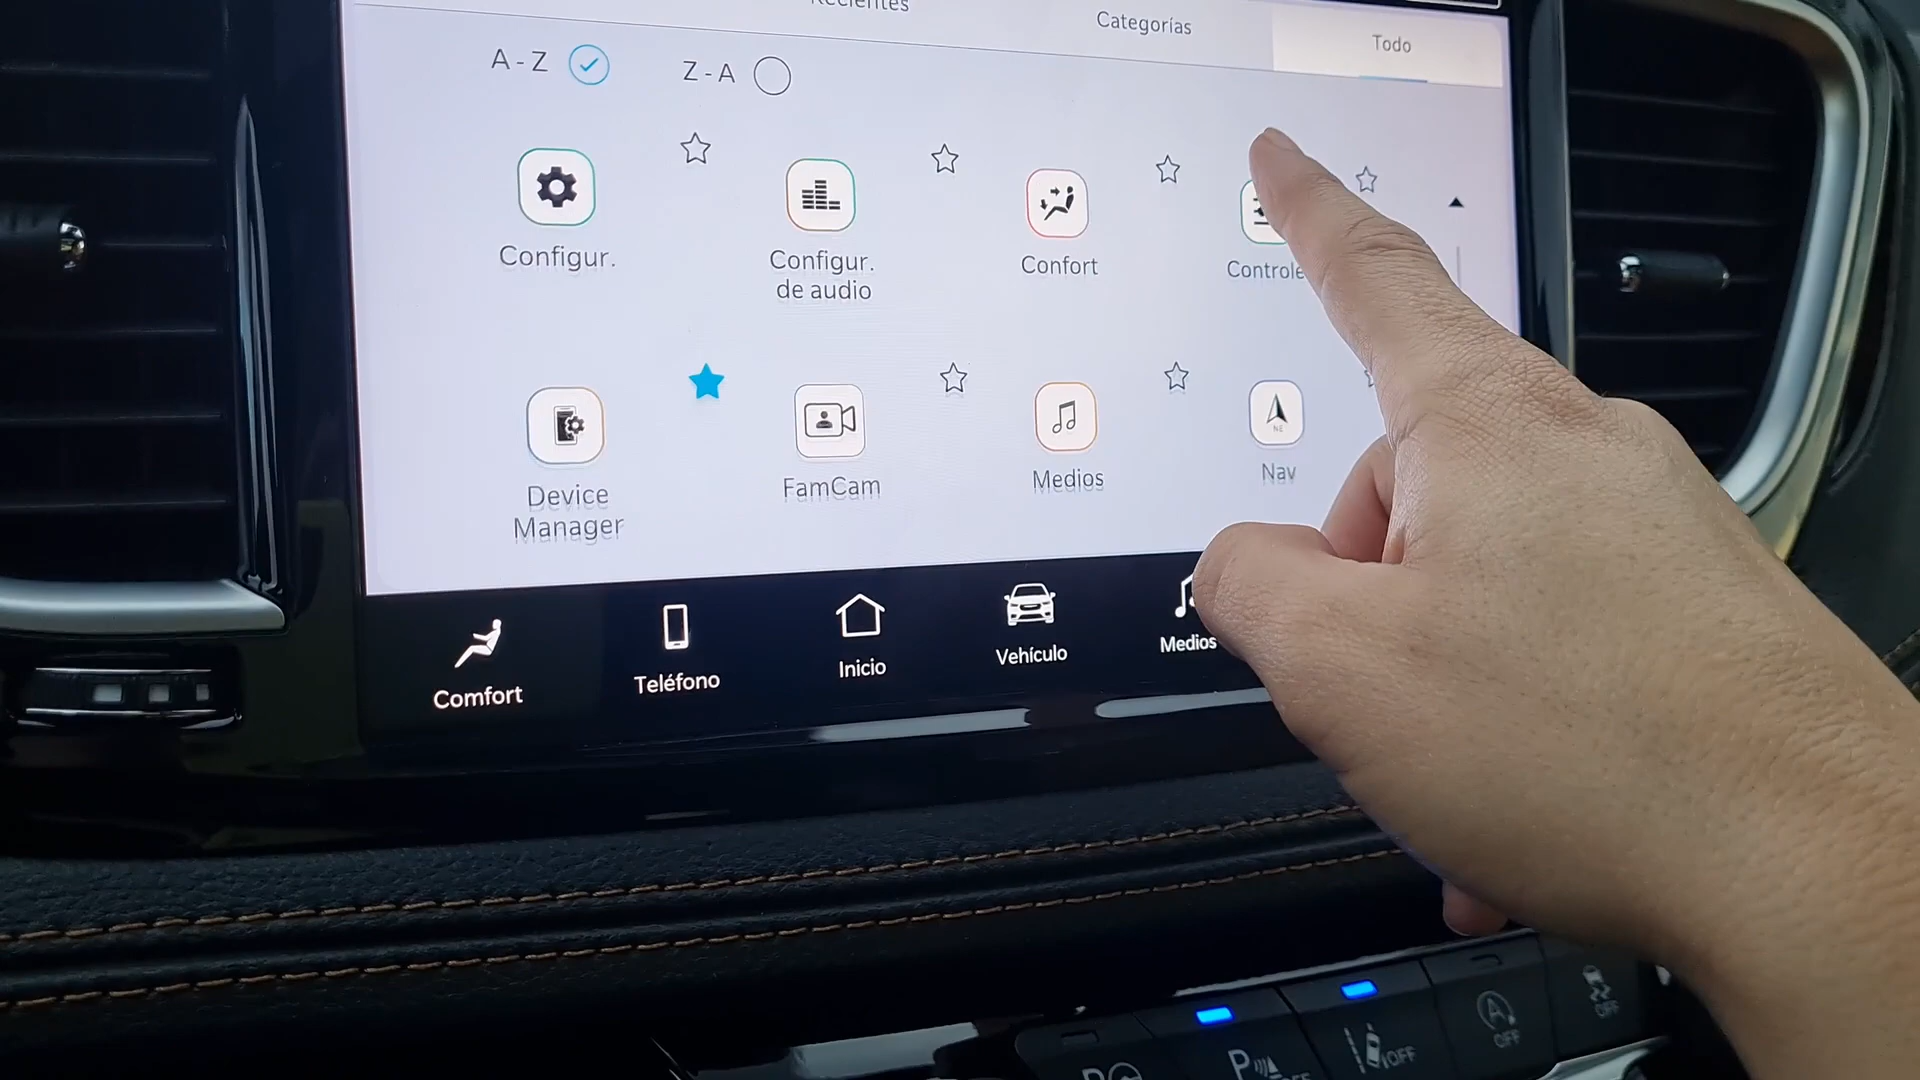 Recientes
Categorías
Todo
A - Z
Z - A
Configur.
Configur.
de audio
Confort
Device
Manager
FamCam
Medios
Nav
NE
Comfort
Teléfono
Inicio
Vehículo
Medios
OFF
OFF
OFF